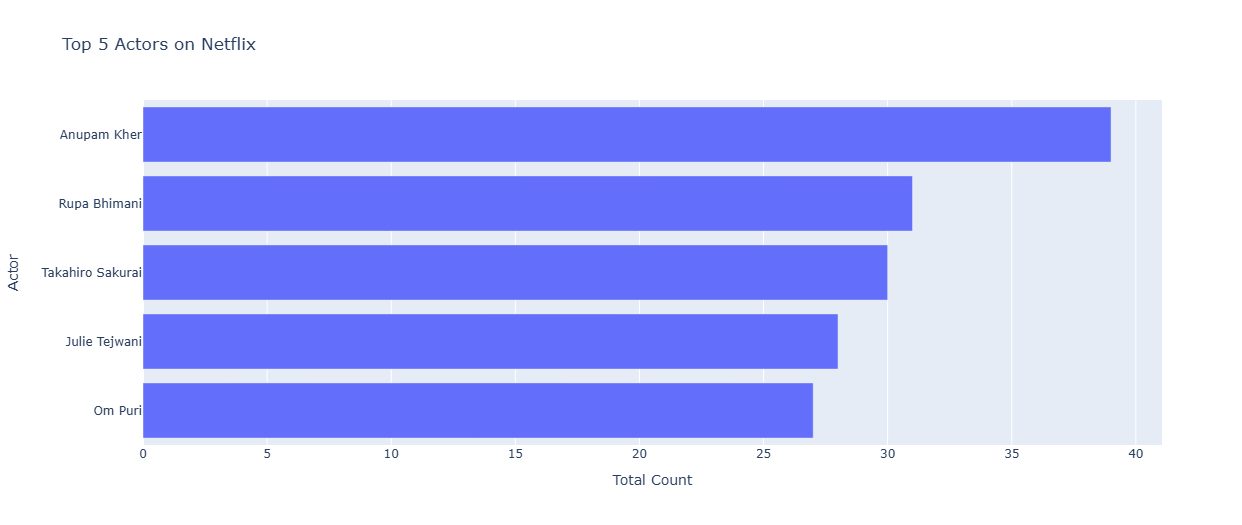 Top 5 Actors on Netflix
Actor
Anupam Kher
Rupa Bhimani
Takahiro Sakurai
Julie Tejwani
Om Puri
0 5 10 15 20 25 30 35 40
Total Count